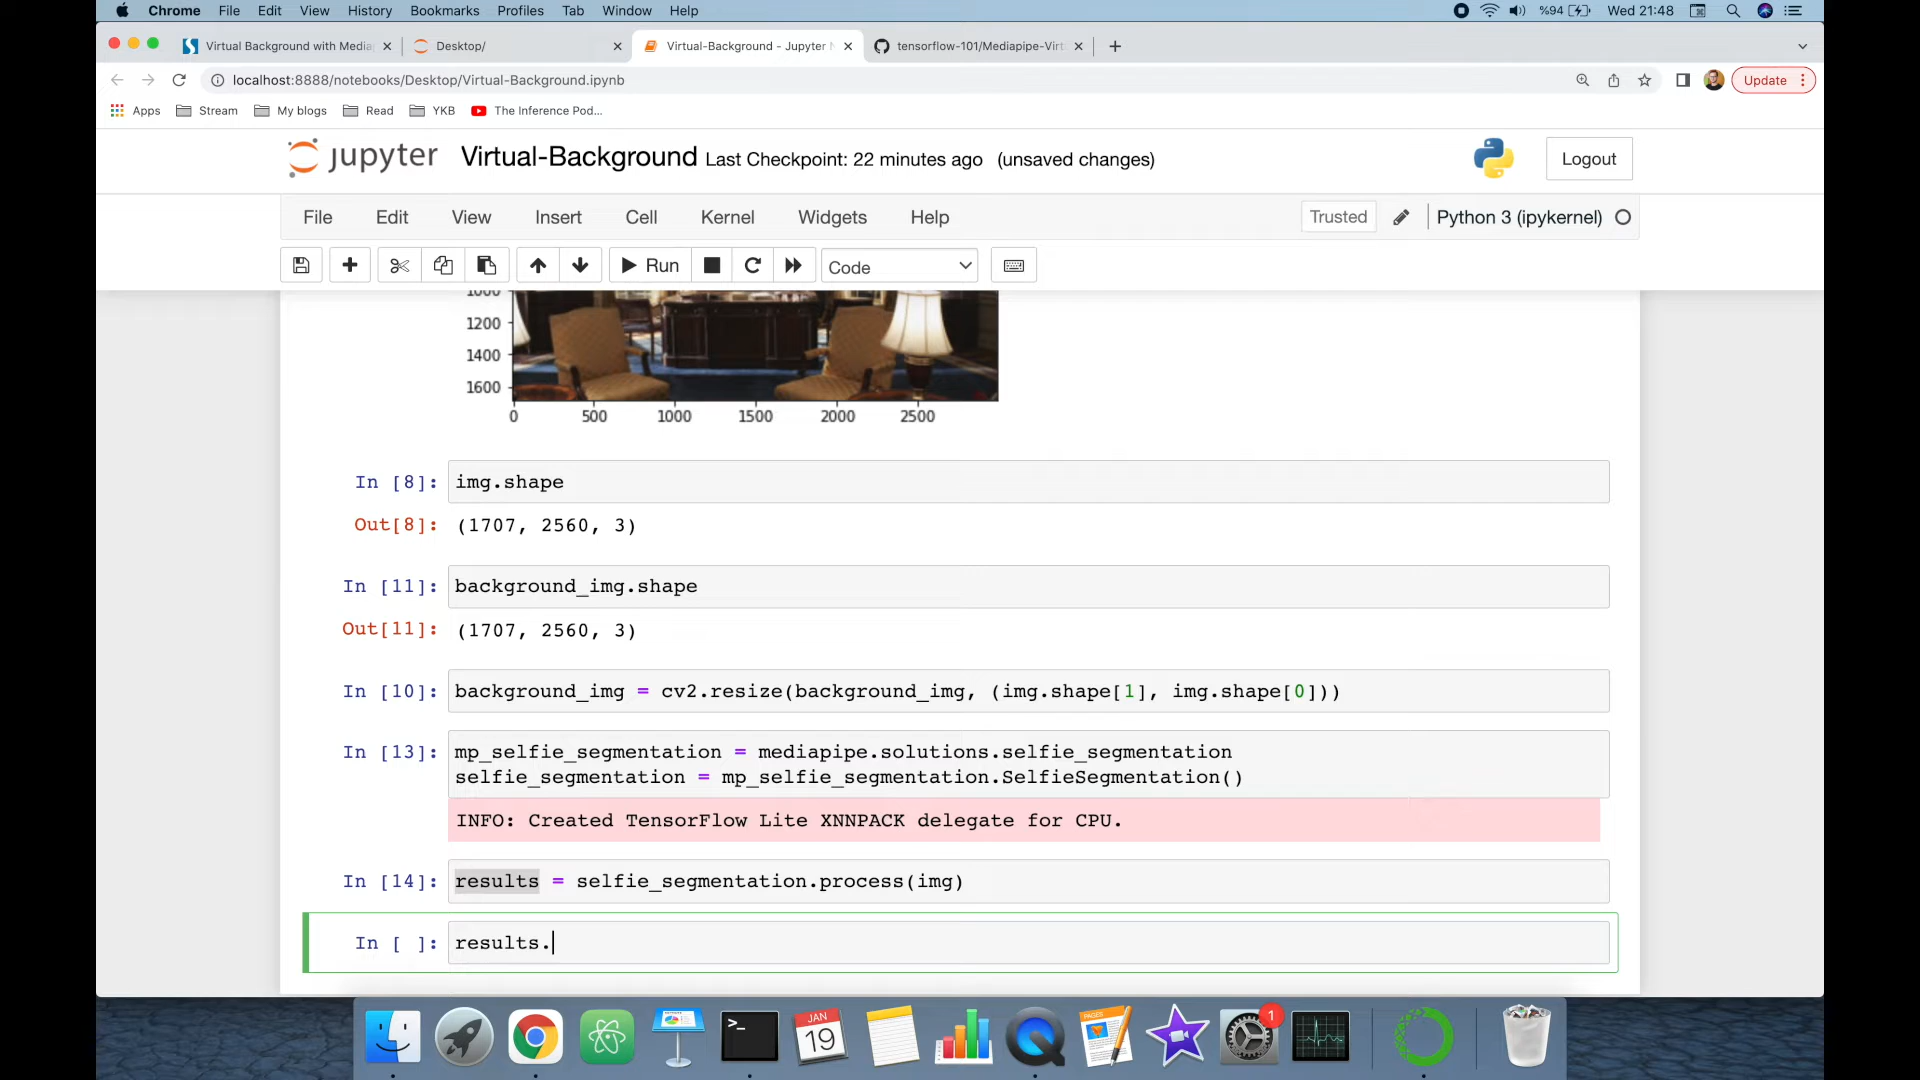 Chrome File Edit View History Bookmarks Profiles Tab Window Help
%94 Wed 21:48
Virtual Background with Media
Desktop/
Virtual-Background - Jupyter N
tensorflow-101/Mediapipe-Virt
localhost:8888/notebooks/Desktop/Virtual-Background.ipynb
Update
Apps Stream My blogs Read YKB The Inference Pod...
jupyter Virtual-Background Last Checkpoint: 22 minutes ago (unsaved changes)
Logout
File Edit View Insert Cell Kernel Widgets Help
Trusted Python 3 (ipykernel)
Run Code
1000
1200
1400
1600
0 500 1000 1500 2000 2500
In [8]: img.shape
Out[8]: (1707, 2560, 3)
In [11]: background_img.shape
Out[11]: (1707, 2560, 3)
In [10]: background_img = cv2.resize(background_img, (img.shape[1], img.shape[0]))
In [13]: mp_selfie_segmentation = mediapipe.solutions.selfie_segmentation
selfie_segmentation = mp_selfie_segmentation.SelfieSegmentation()
INFO: Created TensorFlow Lite XNNPACK delegate for CPU.
In [14]: results = selfie_segmentation.process(img)
In [ ]: results.
>_
JAN
19
PAGES
1